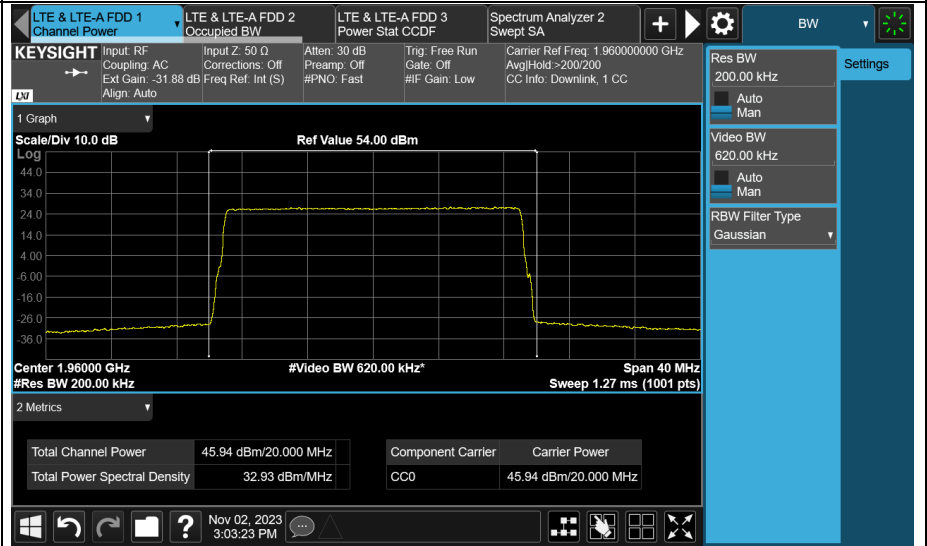 LTE & LTE-A FDD 1
Channel Power
LTE & LTE-A FDD 2
Occupied BW
LTE & LTE-A FDD 3
Power Stat CCDF
Spectrum Analyzer 2
Swept SA
BW
KEYSIGHT
LXI
Input: RF
Coupling: AC
Ext Gain: -31.88 dB
Align: Auto
Input Z: 50 Ω
Corrections: Off
Freq Ref: Int (S)
Atten: 30 dB
Preamp: Off
#PNO: Fast
Trig: Free Run
Gate: Off
#IF Gain: Low
Carrier Ref Freq: 1.960000000 GHz
Avg|Hold:>200/200
CC Info: Downlink, 1 CC
Res BW
200.00 kHz
Auto
Man
Video BW
620.00 kHz
Auto
Man
RBW Filter Type
Gaussian
Settings
1 Graph
Scale/Div 10.0 dB
Ref Value 54.00 dBm
Log
44.0
34.0
24.0
14.0
4.00
-6.00
-16.0
-26.0
-36.0
Center 1.96000 GHz
#Video BW 620.00 kHz*
Span 40 MHz
#Res BW 200.00 kHz
Sweep 1.27 ms (1001 pts)
2 Metrics
Total Channel Power 45.94 dBm/20.000 MHz
Total Power Spectral Density 32.93 dBm/MHz
Component Carrier Carrier Power
CC0 45.94 dBm/20.000 MHz
?
Nov 02, 2023
3:03:23 PM